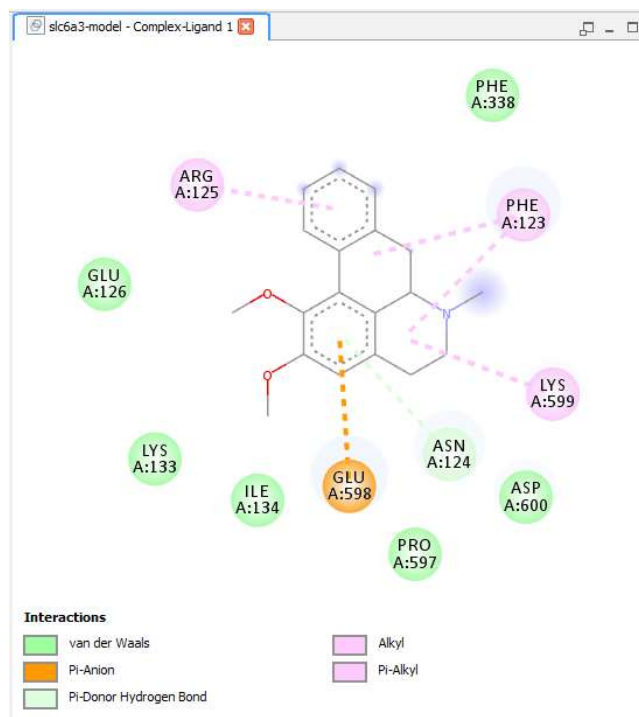 slc6a3-model - Complex-Ligand 1
PHE
A:338
ARG
A:125
PHE
A:123
GLU
A:126
O
N
O
LYS
A:599
ASN
A:124
LYS
A:133
GLU
A:598
ILE
A:134
ASP
A:600
PRO
A:597
Interactions
van der Waals
Alkyl
Pi-Anion
Pi-Alkyl
Pi-Donor Hydrogen Bond